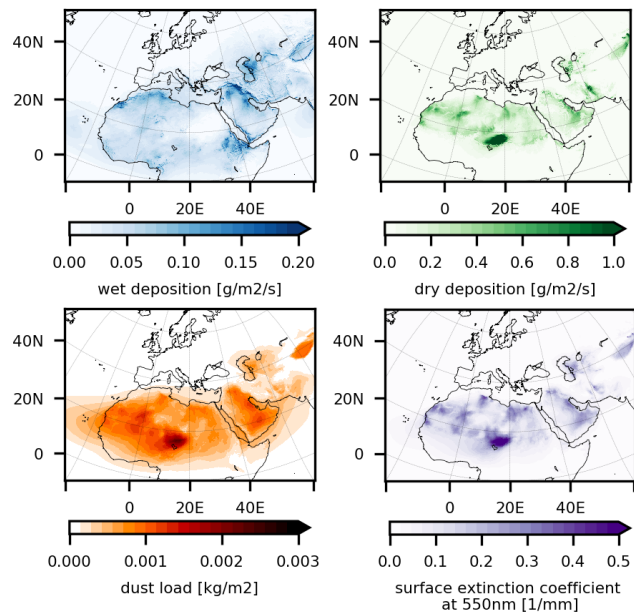 40N
20N
0
0 20E 40E
0.00 0.05 0.10 0.15 0.20
wet deposition [g/m2/s]
40N
20N
0
0 20E 40E
0.0 0.2 0.4 0.6 0.8 1.0
dry deposition [g/m2/s]
40N
20N
0
0 20E 40E
0.000 0.001 0.002 0.003
dust load [kg/m2]
40N
20N
0
0 20E 40E
0.0 0.1 0.2 0.3 0.4 0.5
surface extinction coefficient
at 550nm [1/mm]